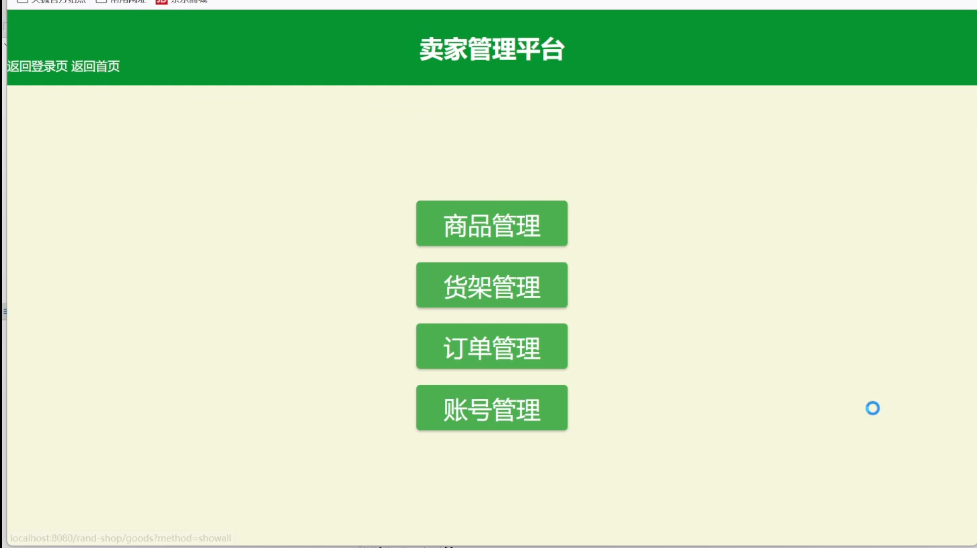 卖家管理平台
返回登录页 返回首页
商品管理
货架管理
订单管理
账号管理
localhost:8080/rand-shop/goods?method=showall